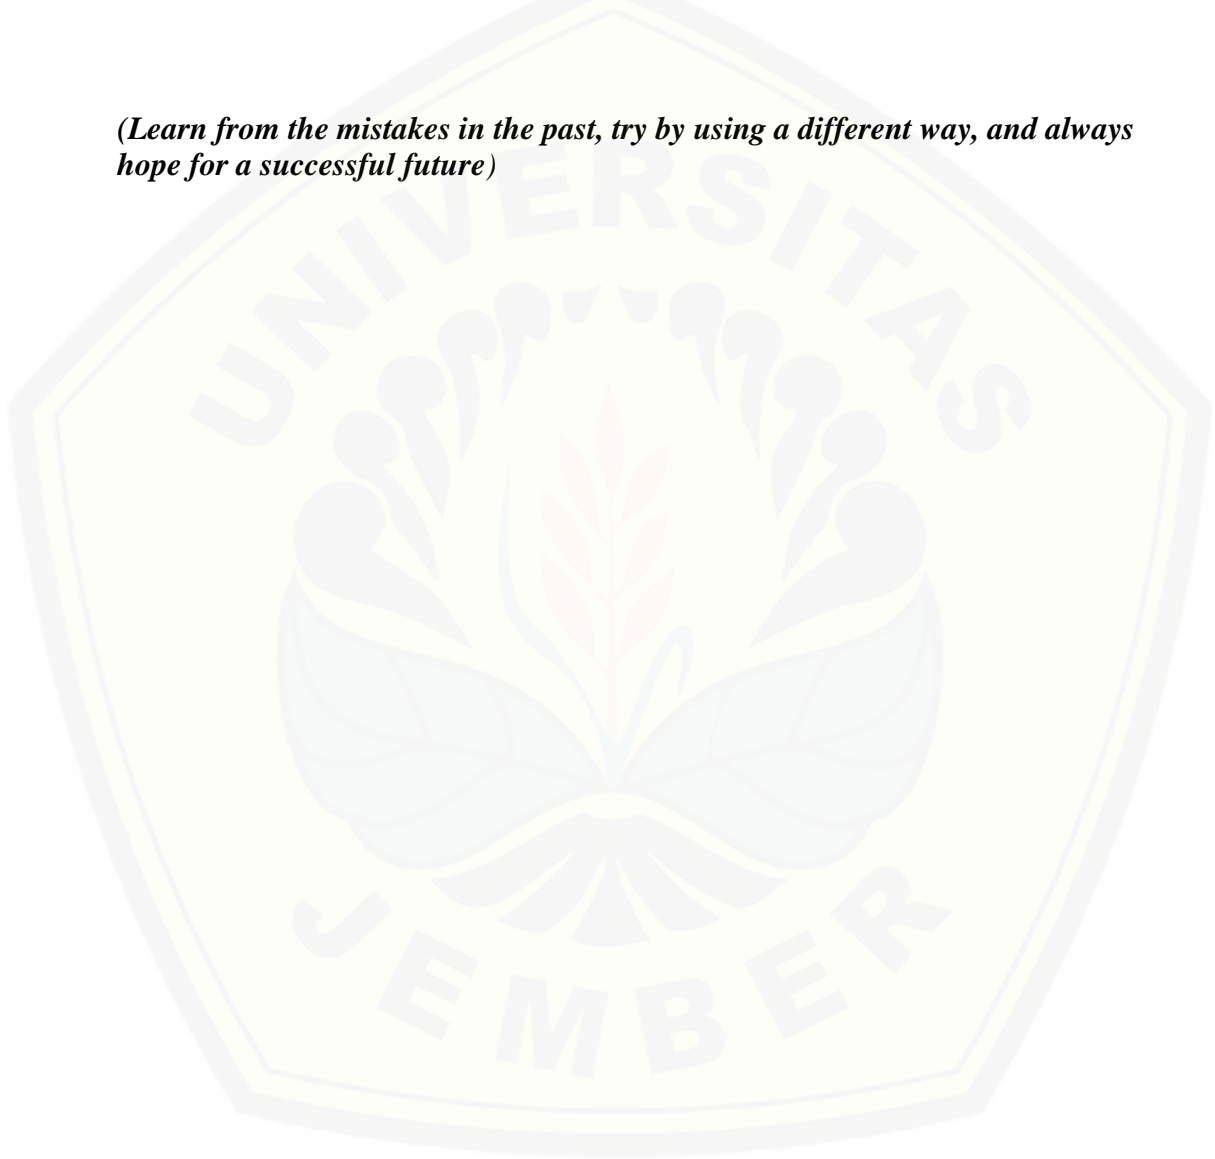 (Learn from the mistakes in the past, try by using a different way, and always
hope for a successful future)
UNIVERSITAS
JEMBER